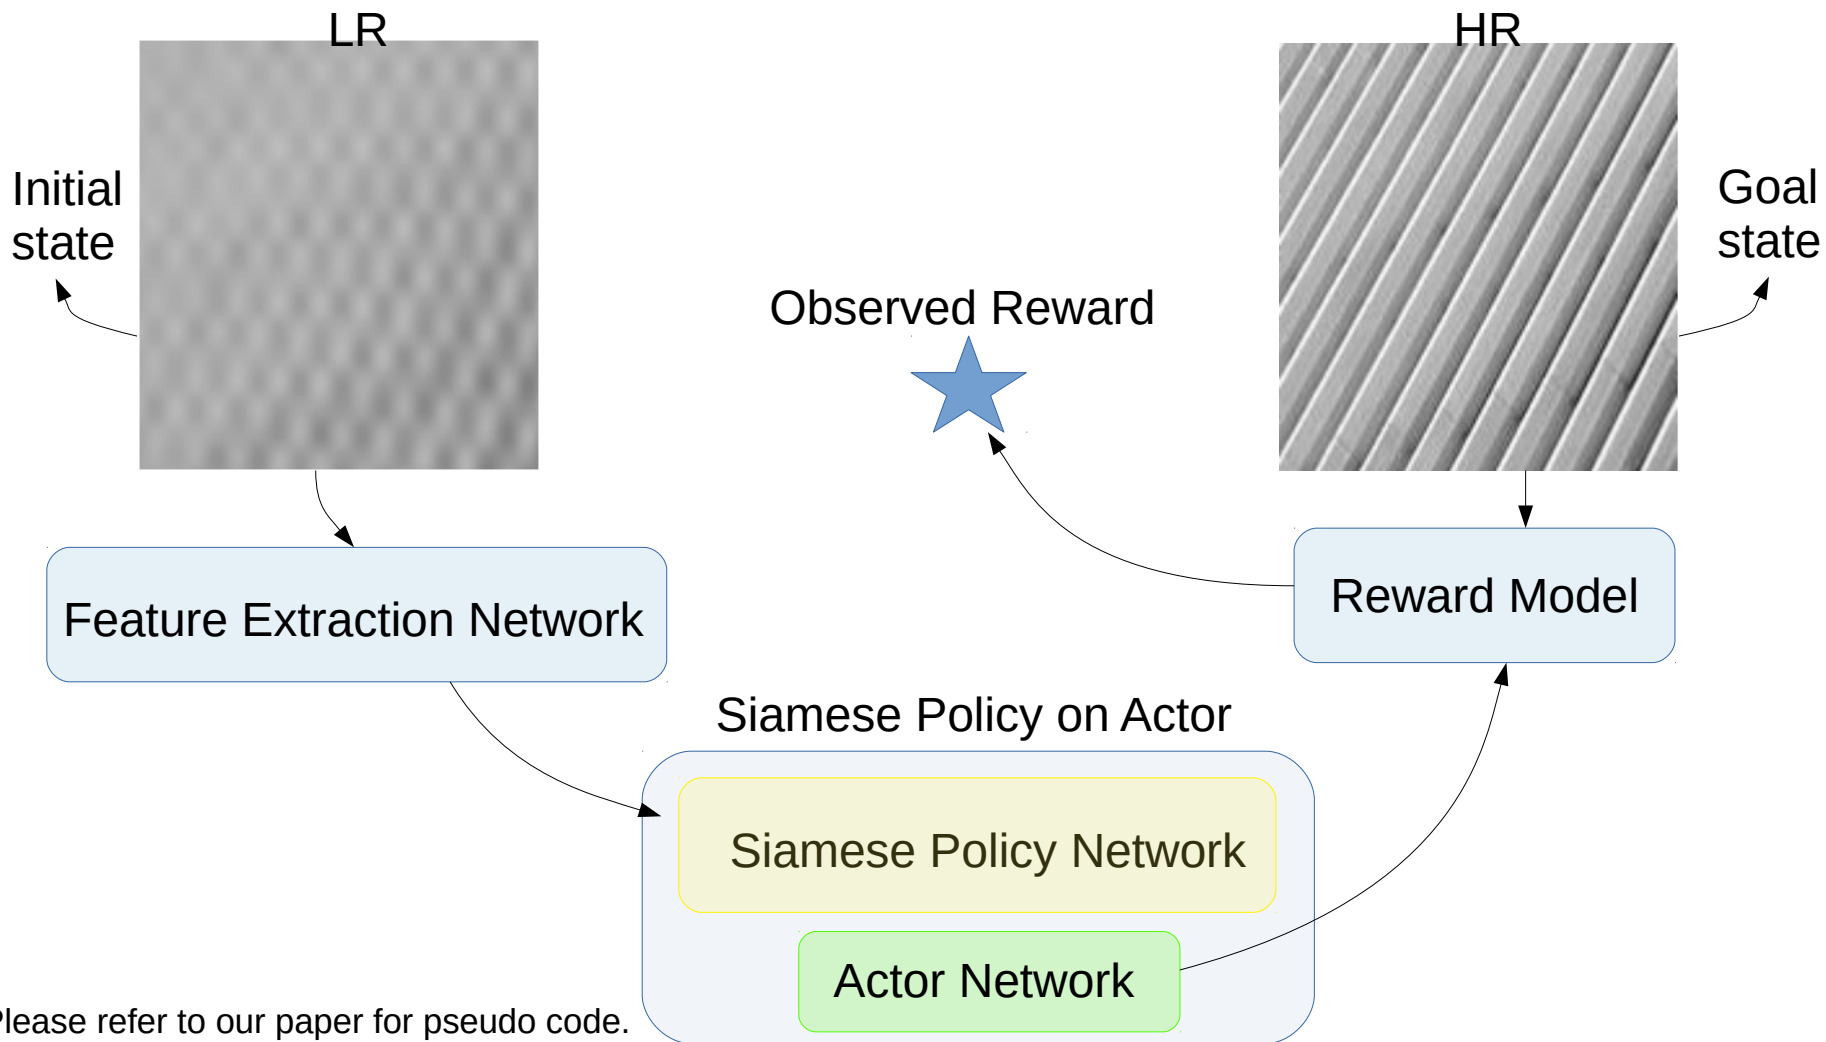 LR
HR
Initial
state
Goal
state
Observed Reward
Feature Extraction Network
Reward Model
Siamese Policy on Actor
Siamese Policy Network
Actor Network
Please refer to our paper for pseudo code.